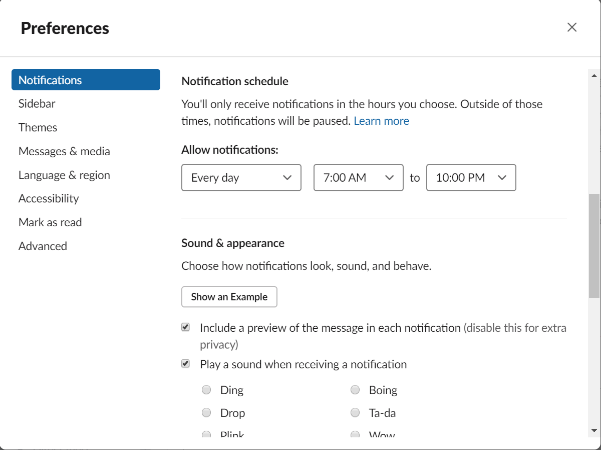 Preferences
Notifications
Sidebar
Themes
Messages & media
Language & region
Accessibility
Mark as read
Advanced
Notification schedule
You'll only receive notifications in the hours you choose. Outside of those
times, notifications will be paused. Learn more
Allow notifications:
Every day 7:00 AM to 10:00 PM
Sound & appearance
Choose how notifications look, sound, and behave.
Show an Example
Include a preview of the message in each notification (disable this for extra
privacy)
Play a sound when receiving a notification
Ding Boing
Drop Ta-da
Plink Wow